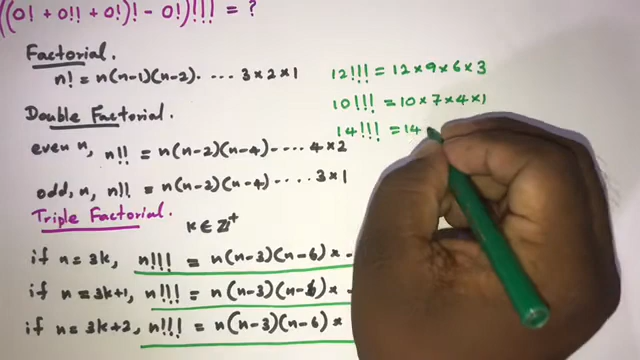 ((0! + 0!! + 0!)! - 0!)!!! = ?
Factorial.
n! = n(n-1)(n-2). .... 3 x 2 x 1
Double Factorial.
even n, n!! = n(n-2)(n-4) ..... 4 x 2
odd, n, n!! = n(n-2)(n-4) .... 3 x 1
Triple Factorial. k ∈ ℤ⁺
if n = 3k, n!!! = n(n-3)(n-6) x -
if n = 3k+1, n!!! = n(n-3)(n-6) x -
if n = 3k+2, n!!! = n(n-3)(n-6) x
12!!! = 12 x 9 x 6 x 3
10!!! = 10 x 7 x 4 x 1
14!!! = 14